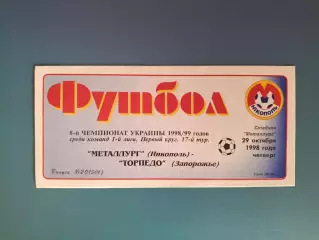 Футбол
НИКОПОЛЬ
8-й ЧЕМПИОНАТ УКРАИНЫ 1998/99 годов
среди команд 1-й лиги. Первый круг. 17-й тур.
"МЕТАЛЛУРГ" (Никополь) -
"ТОРПЕДО" (Запорожье)
Стадион
"Металлург"
29 октября
1998 года
четверг